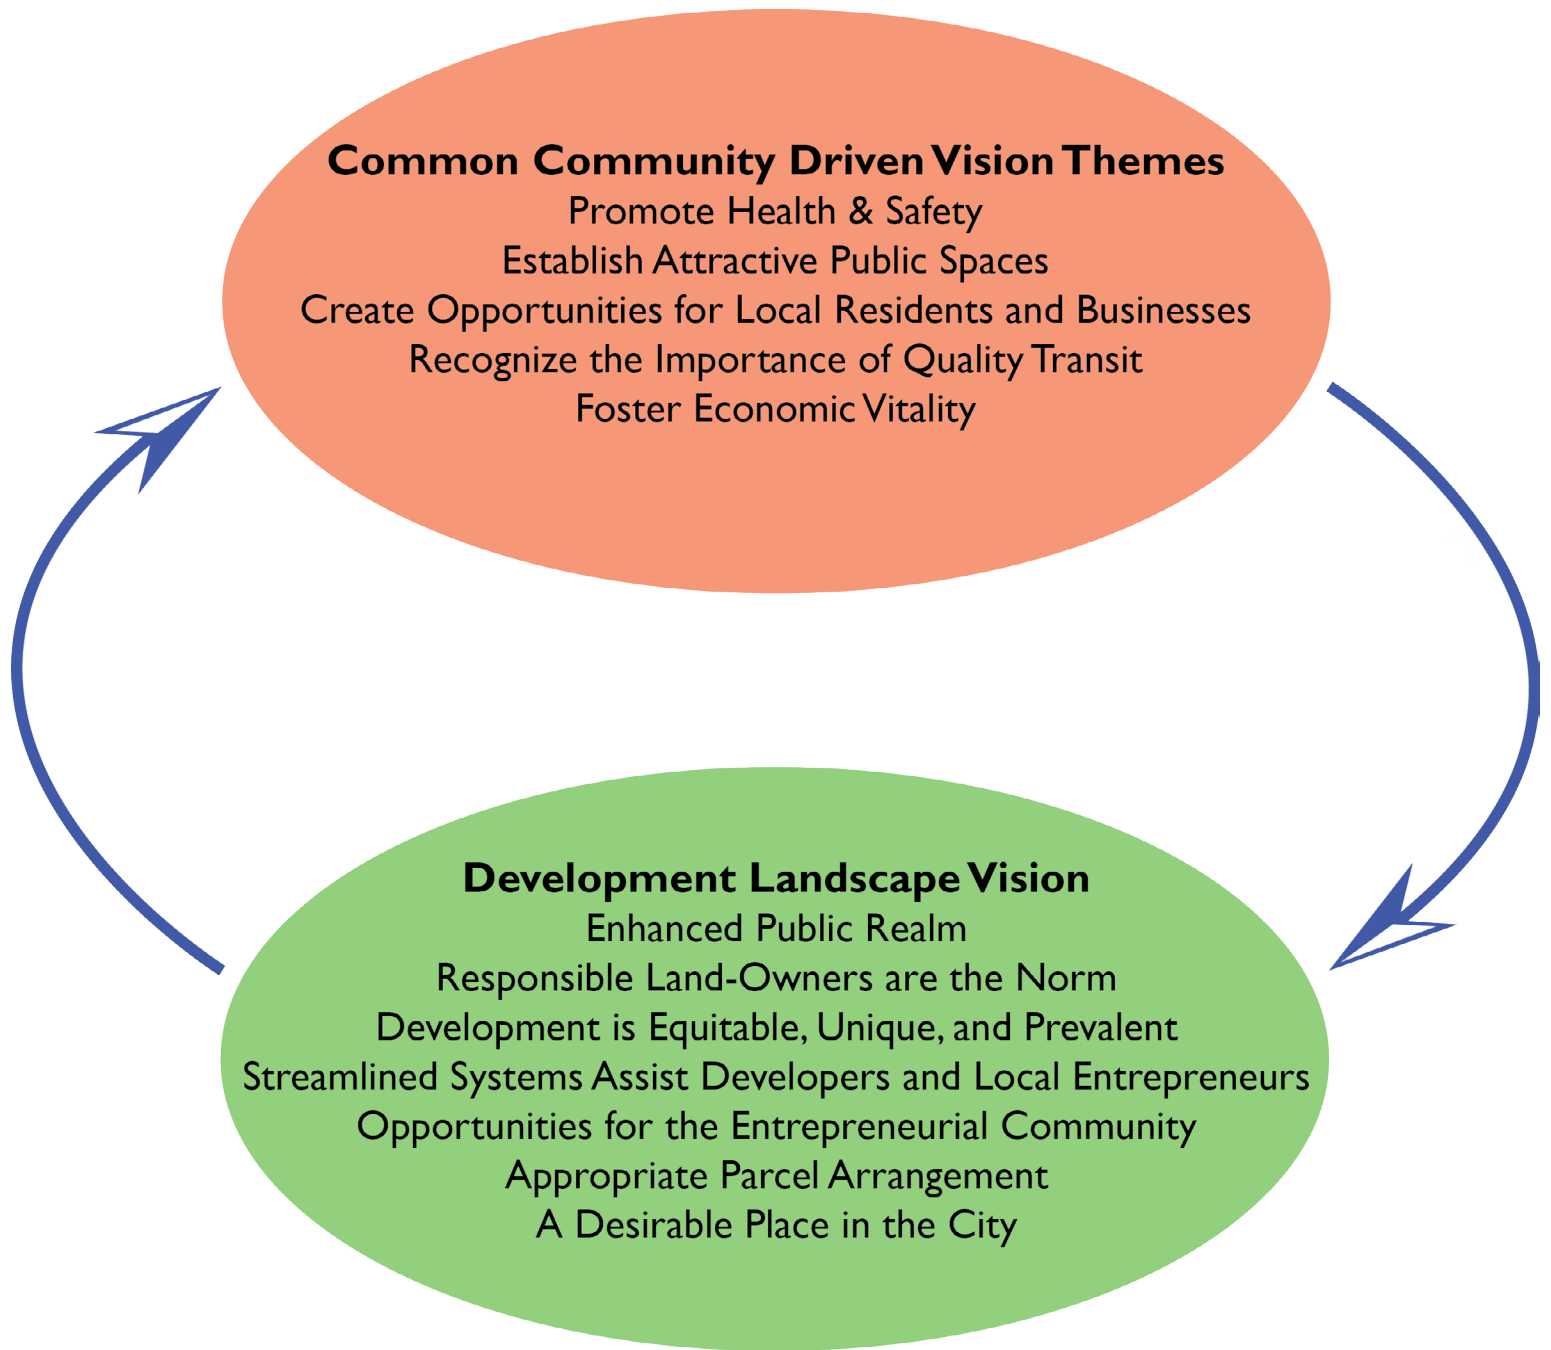 Common Community Driven Vision Themes
Promote Health & Safety
Establish Attractive Public Spaces
Create Opportunities for Local Residents and Businesses
Recognize the Importance of Quality Transit
Foster Economic Vitality
Development Landscape Vision
Enhanced Public Realm
Responsible Land-Owners are the Norm
Development is Equitable, Unique, and Prevalent
Streamlined Systems Assist Developers and Local Entrepreneurs
Opportunities for the Entrepreneurial Community
Appropriate Parcel Arrangement
A Desirable Place in the City